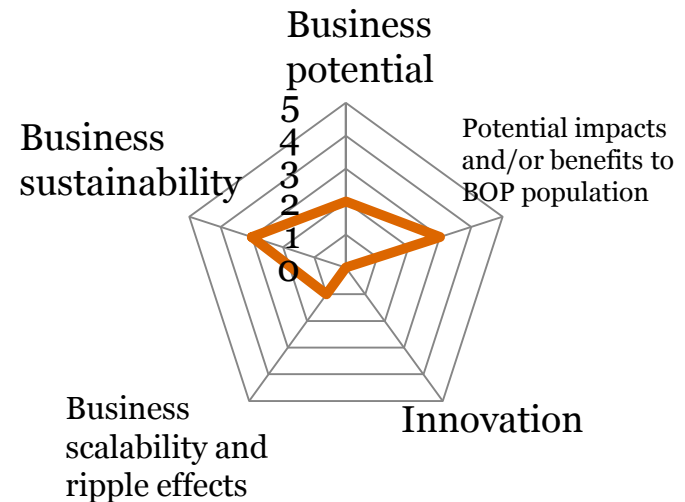 Business
potential
5
4
3
2
1
0
Potential impacts
and/or benefits to
BOP population
Business
sustainability
Innovation
Business
scalability and
ripple effects